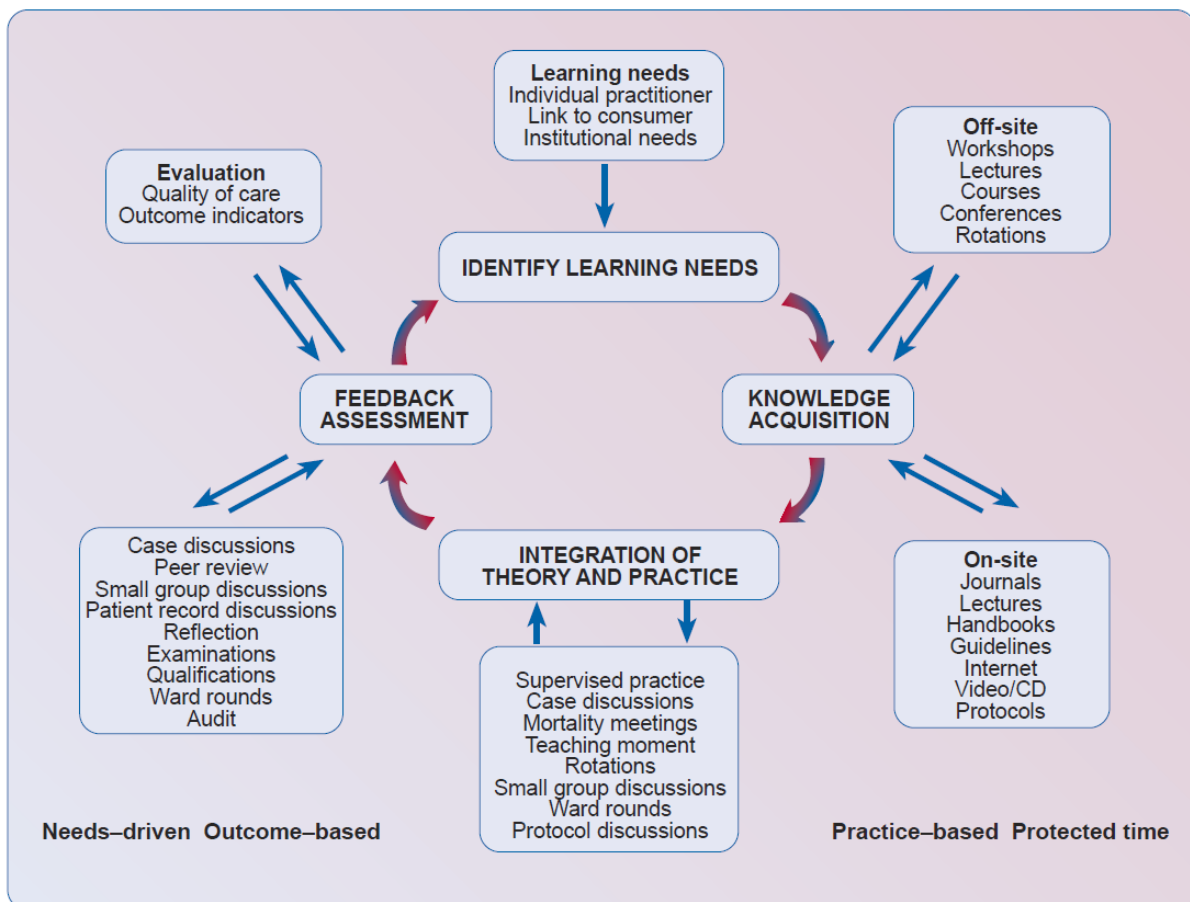 Learning needs
Individual practitioner
Link to consumer
Institutional needs
Off-site
Workshops
Lectures
Courses
Conferences
Rotations
Evaluation
Quality of care
Outcome indicators
IDENTIFY LEARNING NEEDS
FEEDBACK
ASSESSMENT
KNOWLEDGE
ACQUISITION
INTEGRATION OF
THEORY AND PRACTICE
Case discussions
Peer review
Small group discussions
Patient record discussions
Reflection
Examinations
Qualifications
Ward rounds
Audit
Supervised practice
Case discussions
Mortality meetings
Teaching moment
Rotations
Small group discussions
Ward rounds
Protocol discussions
On-site
Journals
Lectures
Handbooks
Guidelines
Internet
Video/CD
Protocols
Needs–driven Outcome–based
Practice–based Protected time